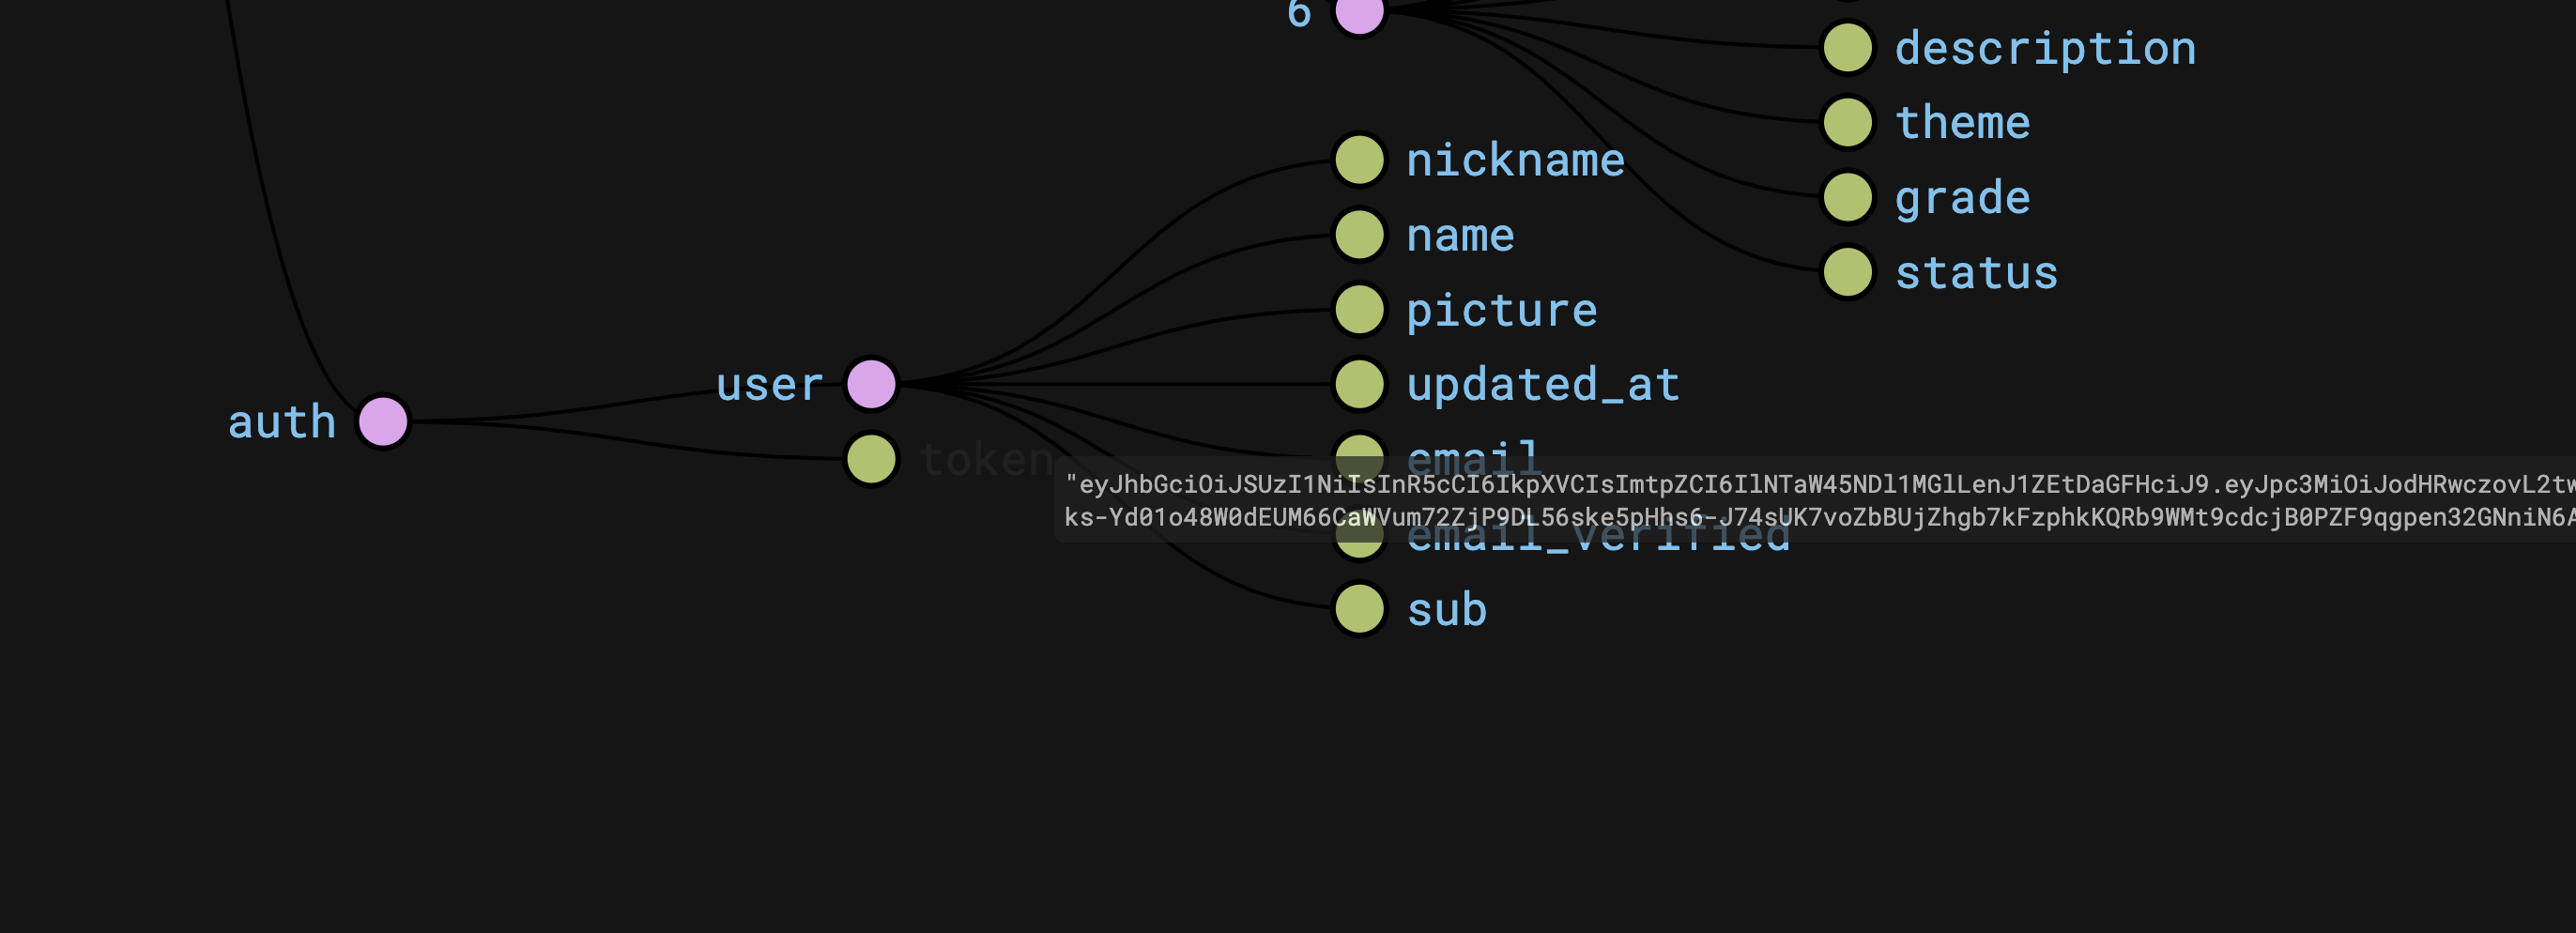 6
description
theme
nickname
grade
name
status
picture
user
updated_at
auth
token
email
"eyJhbGciOiJSUzI1NiIsInR5cCI6IkpXVCIsImtpZCI6IlNTaW45NDl1MGlLenJ1ZEtDaGFHciJ9.eyJpc3MiOiJodHRwczovL2tw
ks-Yd01o48W0dEUM66CaWVum72ZjP9DL56ske5pHhs6-J74sUK7voZbBUjZhgb7kFzphkKQRb9WMt9cdcjB0PZF9qgpen32GNniN6A
email_verified
sub